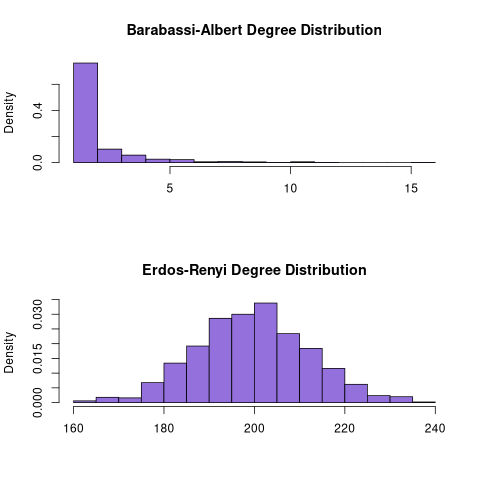 Barabassi-Albert Degree Distribution
Density
0.0 0.4
5 10 15
Erdos-Renyi Degree Distribution
Density
0.000 0.015 0.030
160 180 200 220 240